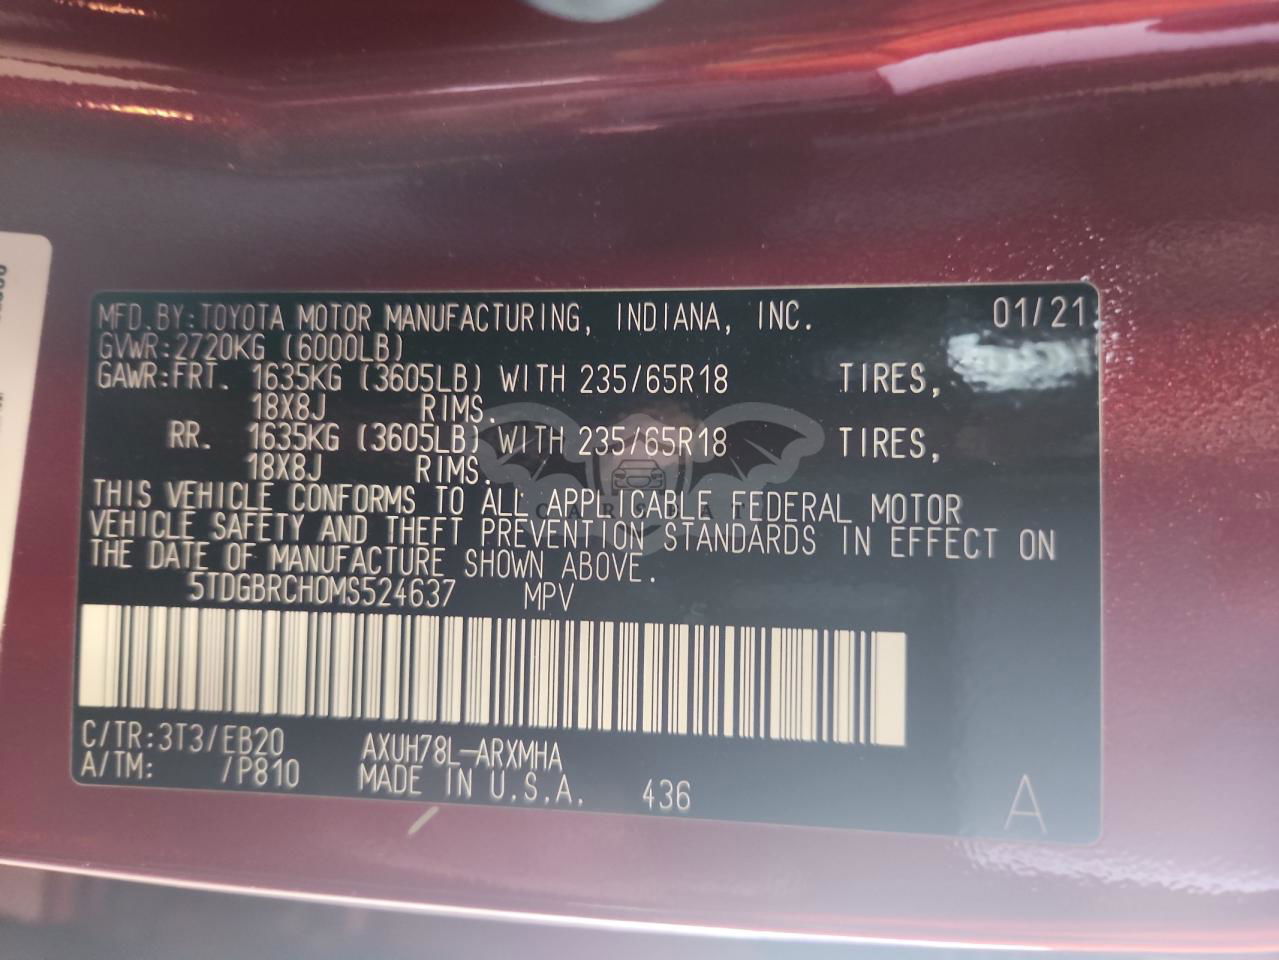 MFD.BY:TOYOTA MOTOR MANUFACTURING, INDIANA, INC. 01/21
GVWR:2720KG (6000LB)
GAWR:FRT. 1635KG (3605LB) WITH 235/65R18 TIRES,
18X8J RIMS.
RR. 1635KG (3605LB) WITH 235/65R18 TIRES,
18X8J RIMS.
THIS VEHICLE CONFORMS TO ALL APPLICABLE FEDERAL MOTOR
VEHICLE SAFETY AND THEFT PREVENTION STANDARDS IN EFFECT ON
THE DATE OF MANUFACTURE SHOWN ABOVE.
5TDGBRCH0MS524637 MPV
C/TR:3T3/EB20 AXUH78L-ARXMHA
A/TM: /P810 MADE IN U.S.A. 436
A